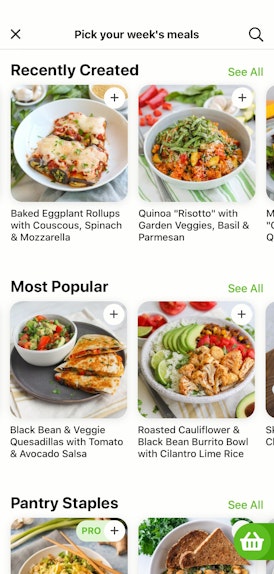 Pick your week's meals
Recently Created
See All
Baked Eggplant Rollups
with Couscous, Spinach
& Mozzarella
Quinoa "Risotto" with
Garden Veggies, Basil &
Parmesan
Most Popular
See All
Black Bean & Veggie
Quesadillas with Tomato
& Avocado Salsa
Roasted Cauliflower &
Black Bean Burrito Bowl
with Cilantro Lime Rice
Pantry Staples
See All
PRO